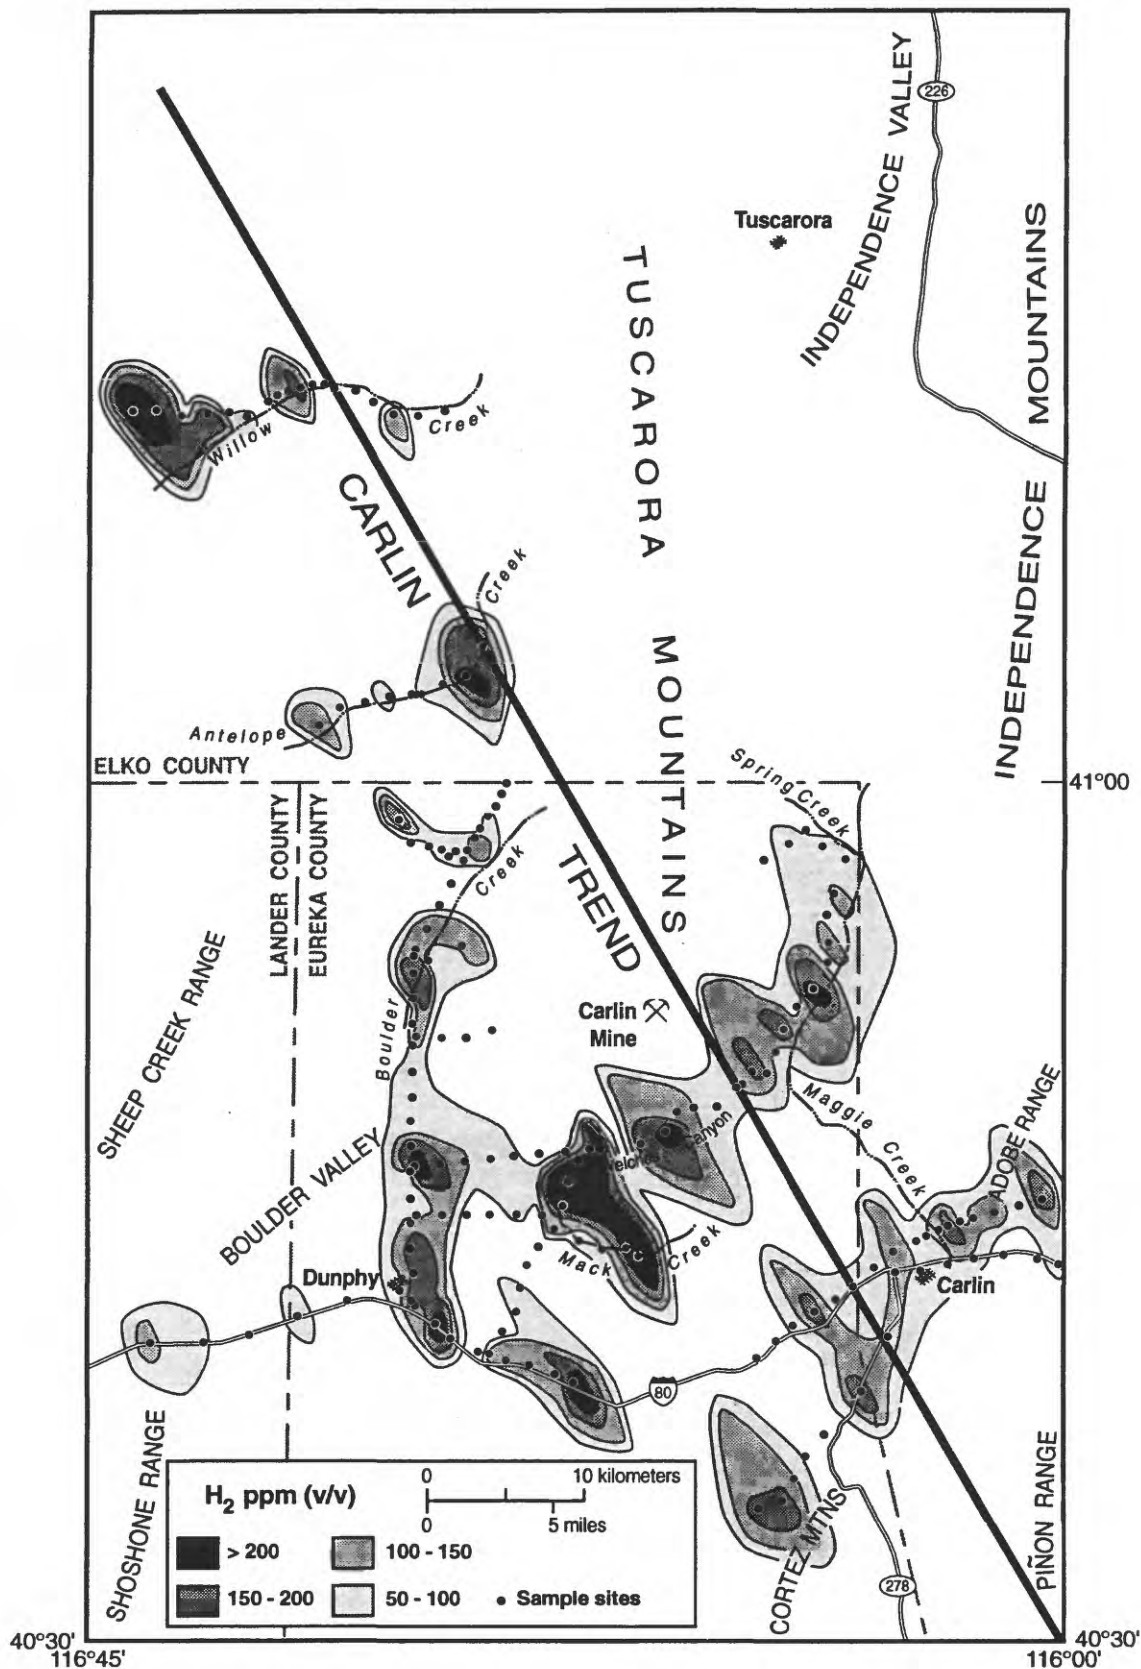 226
INDEPENDENCE VALLEY
Tuscarora
TUSCARORA MOUNTAINS
INDEPENDENCE MOUNTAINS
Willow
Creek
CARLIN TREND
Creek
Antelope
ELKO COUNTY
41°00'
LANDER COUNTY
EUREKA COUNTY
Spring Creek
Creek
Boulder
SHEEP CREEK RANGE
Carlin
Mine
BOULDER VALLEY
Canyon
Maggie Creek
ADOBE RANGE
Mack Creek
Dunphy
Carlin
80
SHOSHONE RANGE
CORTEZ MTNS
PIÑON RANGE
278
H2 ppm (v/v)
0 10 kilometers
0 5 miles
> 200
100 - 150
150 - 200
50 - 100
Sample sites
40°30'
116°45'
40°30'
116°00'